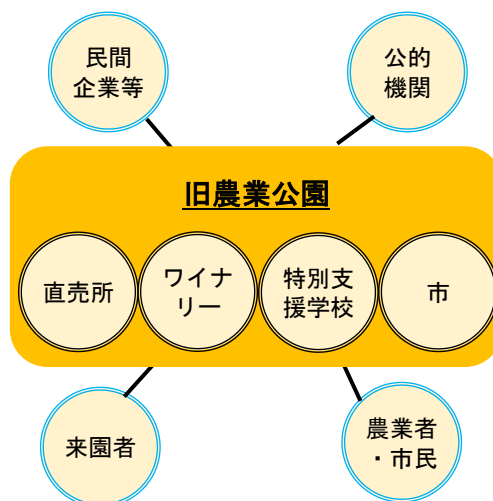 民間
企業等
公的
機関
旧農業公園
直売所
ワイナ
リー
特別支
援学校
市
来園者
農業者
・市民